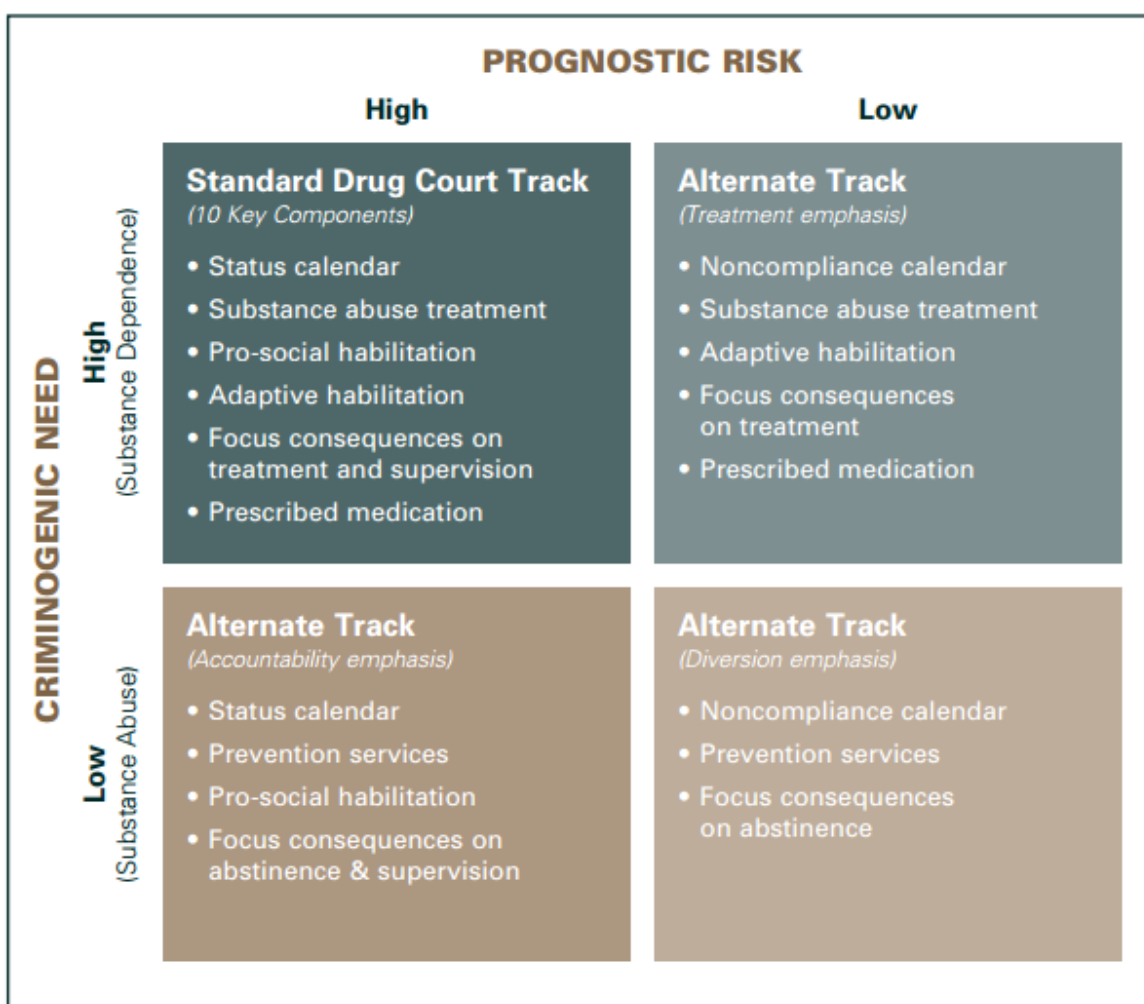 PROGNOSTIC RISK
High
Low
CRIMINOGENIC NEED
High
(Substance Dependence)
Standard Drug Court Track
(10 Key Components)
• Status calendar
• Substance abuse treatment
• Pro-social habilitation
• Adaptive habilitation
• Focus consequences on
treatment and supervision
• Prescribed medication
Alternate Track
(Treatment emphasis)
• Noncompliance calendar
• Substance abuse treatment
• Adaptive habilitation
• Focus consequences
on treatment
• Prescribed medication
Low
(Substance Abuse)
Alternate Track
(Accountability emphasis)
• Status calendar
• Prevention services
• Pro-social habilitation
• Focus consequences on
abstinence & supervision
Alternate Track
(Diversion emphasis)
• Noncompliance calendar
• Prevention services
• Focus consequences
on abstinence